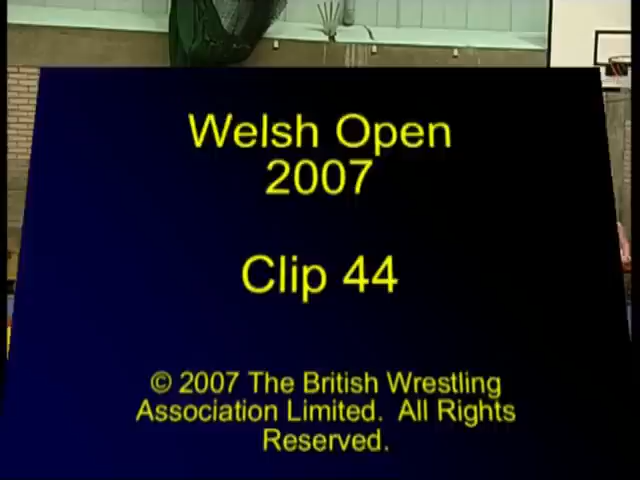 Welsh Open
2007
Clip 44
© 2007 The British Wrestling
Association Limited.  All Rights
Reserved.